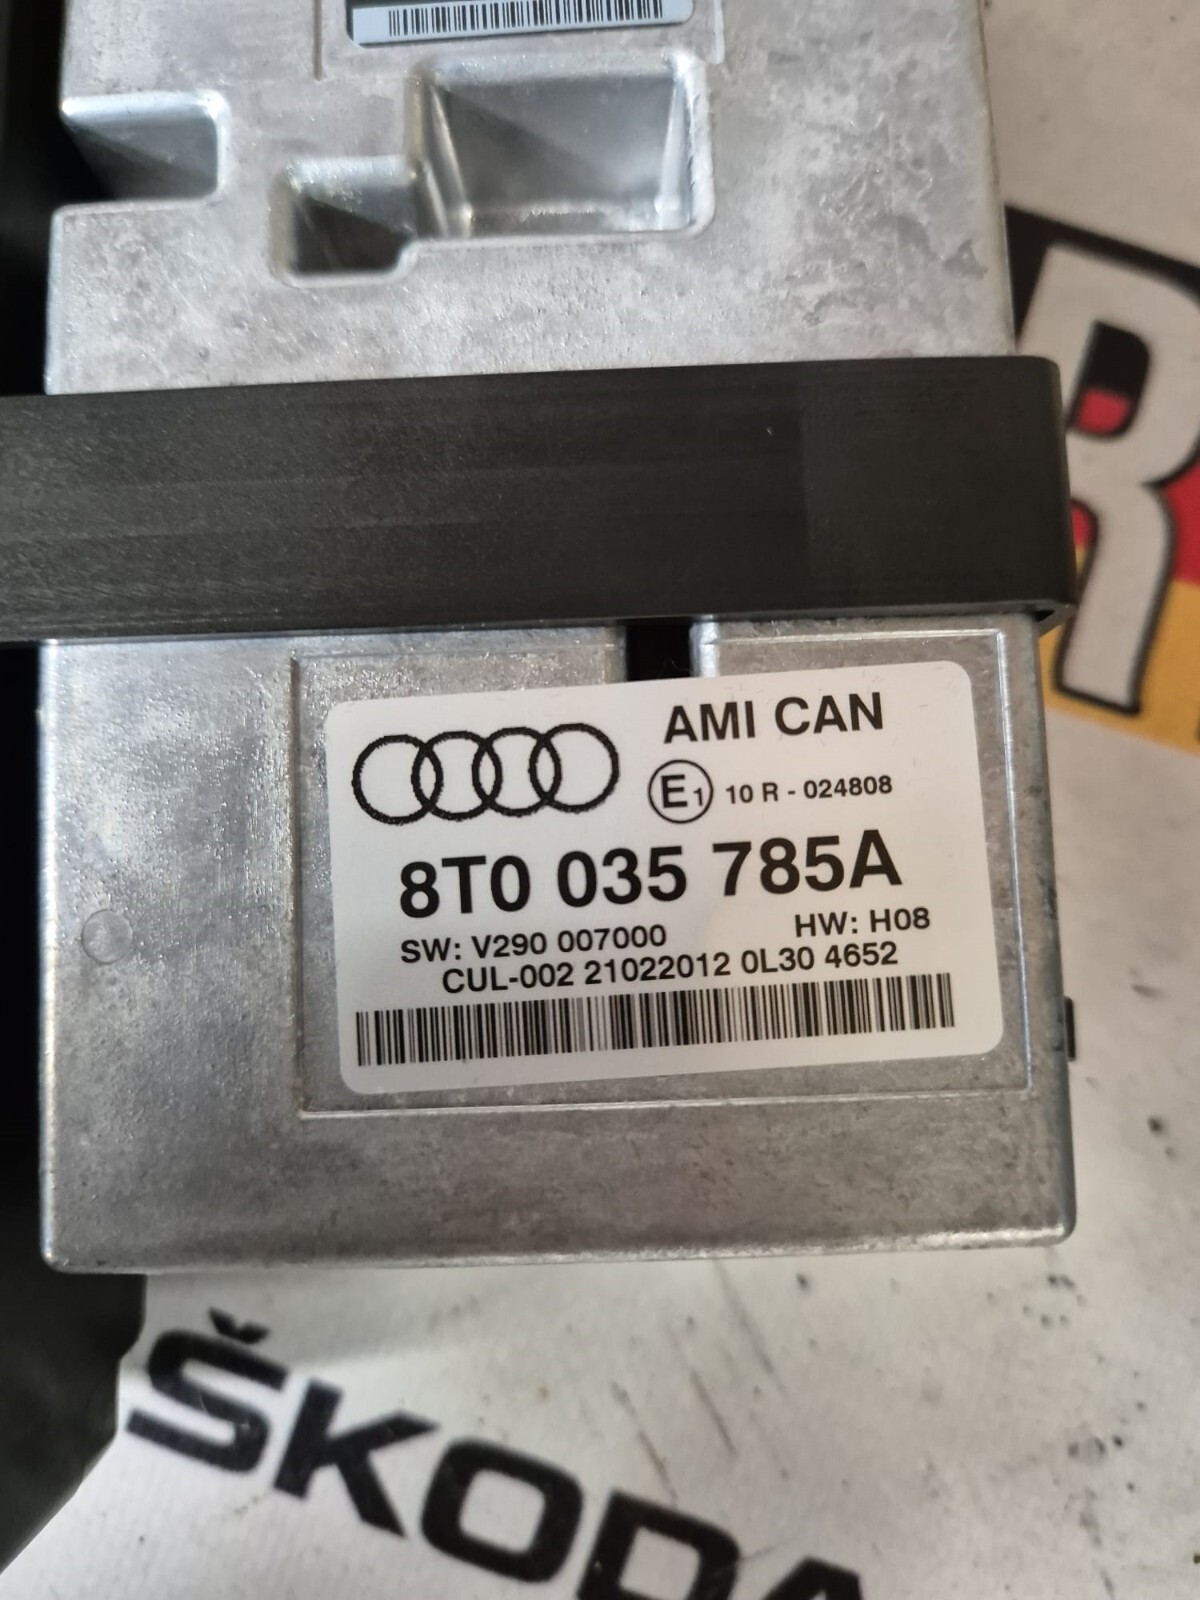 AMI CAN
E1 10 R - 024808
8T0 035 785A
SW: V290 007000 HW: H08
CUL-002 21022012 0L30 4652
R
ŠKODA